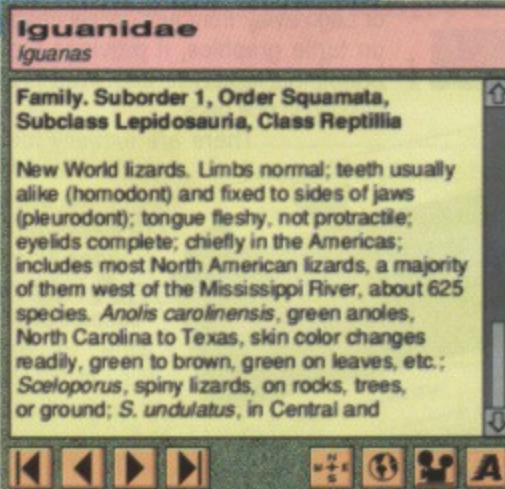 Iguanidae
Iguanas
Family. Suborder 1, Order Squamata,
Subclass Lepidosauria, Class Reptillia
New World lizards. Limbs normal; teeth usually
alike (homodont) and fixed to sides of jaws
(pleurodont); tongue fleshy, not protractile;
eyelids complete; chiefly in the Americas;
includes most North American lizards, a majority
of them west of the Mississippi River, about 625
species. Anolis carolinensis, green anoles,
North Carolina to Texas, skin color changes
readily, green to brown, green on leaves, etc.;
Sceloporus, spiny lizards, on rocks, trees,
or ground; S. undulatus, in Central and
N
W + E
S
A